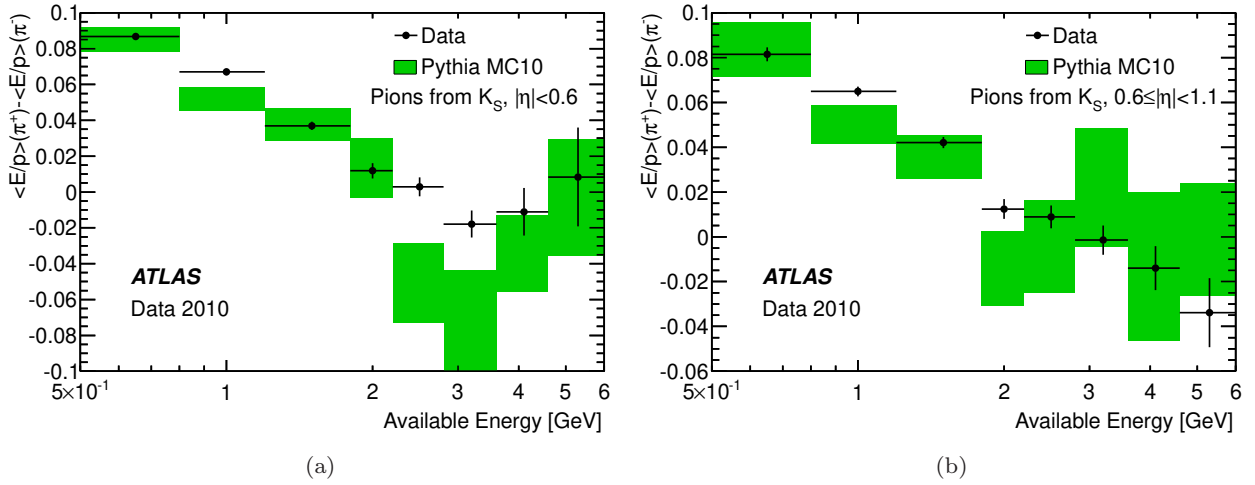 <E/p>(π⁺)-<E/p>(π⁻)
0.1
0.08
0.06
0.04
0.02
0
-0.02
-0.04
-0.06
-0.08
-0.1
Data
Pythia MC10
Pions from K_S, |η|<0.6
ATLAS
Data 2010
5×10⁻¹ 1 2 3 4 5 6
Available Energy [GeV]
(a)
<E/p>(π⁺)-<E/p>(π⁻)
0.1
0.08
0.06
0.04
0.02
0
-0.02
-0.04
-0.06
Data
Pythia MC10
Pions from K_S, 0.6≤|η|<1.1
ATLAS
Data 2010
5×10⁻¹ 1 2 3 4 5 6
Available Energy [GeV]
(b)